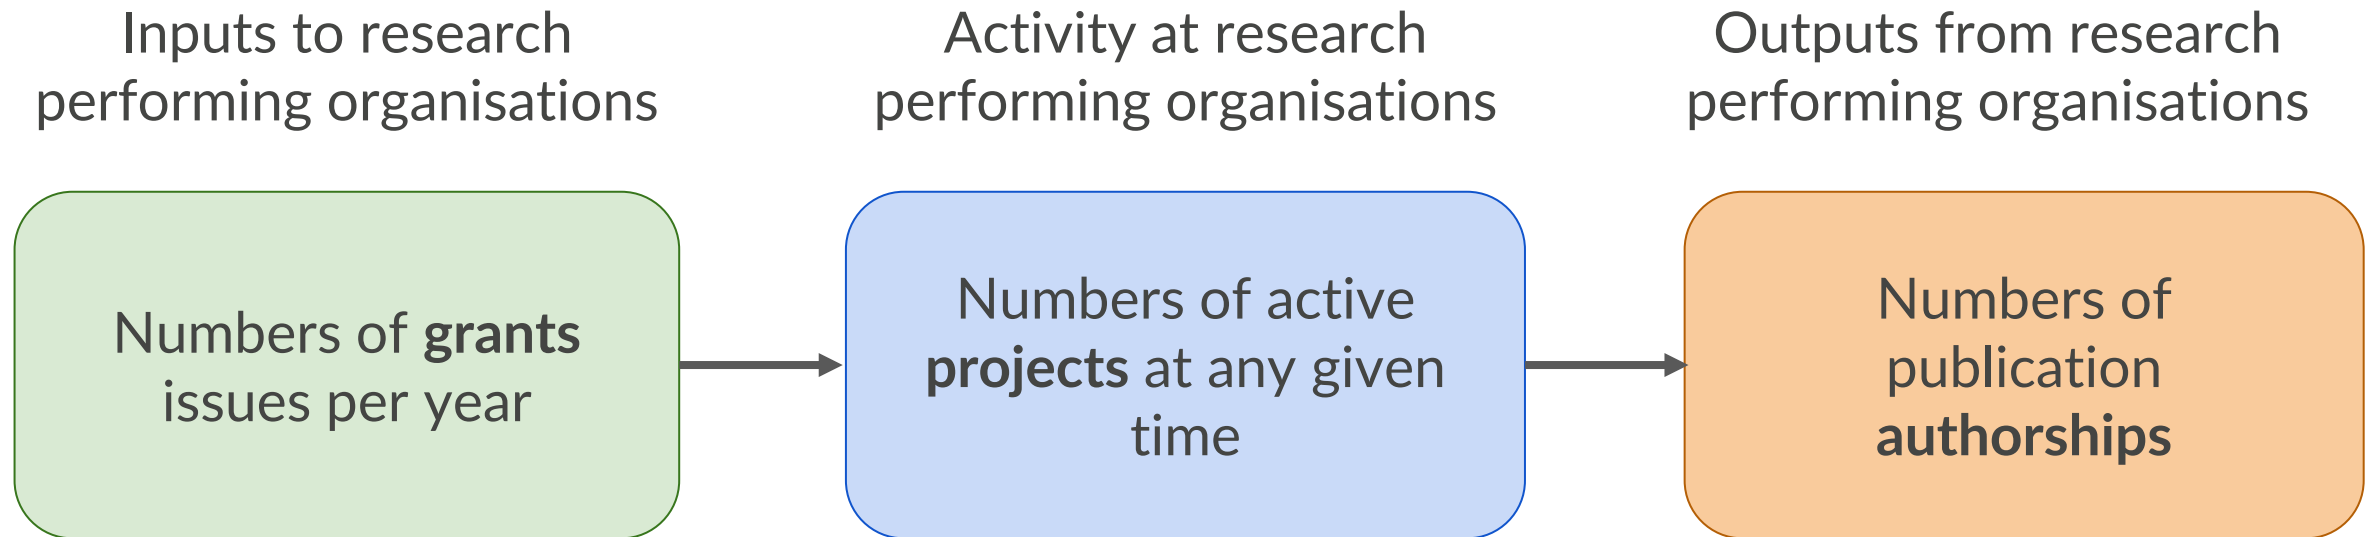 Inputs to research
performing organisations
Activity at research
performing organisations
Outputs from research
performing organisations
Numbers of grants
issues per year
Numbers of active
projects at any given
time
Numbers of
publication
authorships